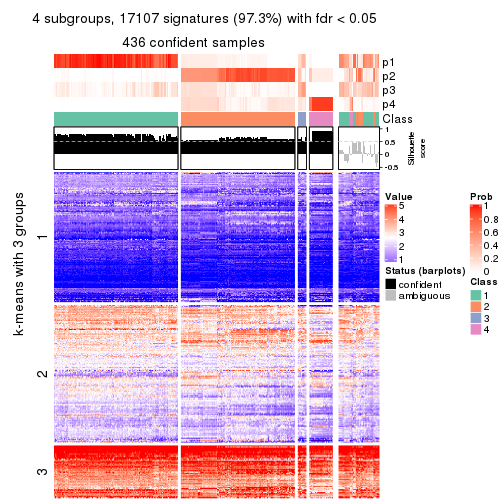 4 subgroups, 17107 signatures (97.3%) with fdr < 0.05
436 confident samples
p1
p2
p3
p4
Class
1
0.5
0
-0.5
Silhouette
score
k-means with 3 groups
1
2
3
Value
5
4
3
2
1
Status (barplots)
confident
ambiguous
Prob
1
0.8
0.6
0.4
0.2
0
Class
1
2
3
4